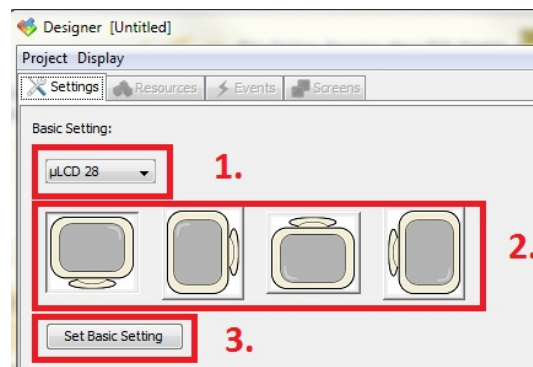 Designer [Untitled]
Project Display
Settings Resources Events Screens
Basic Setting:
µLCD 28 1.
2.
Set Basic Setting 3.